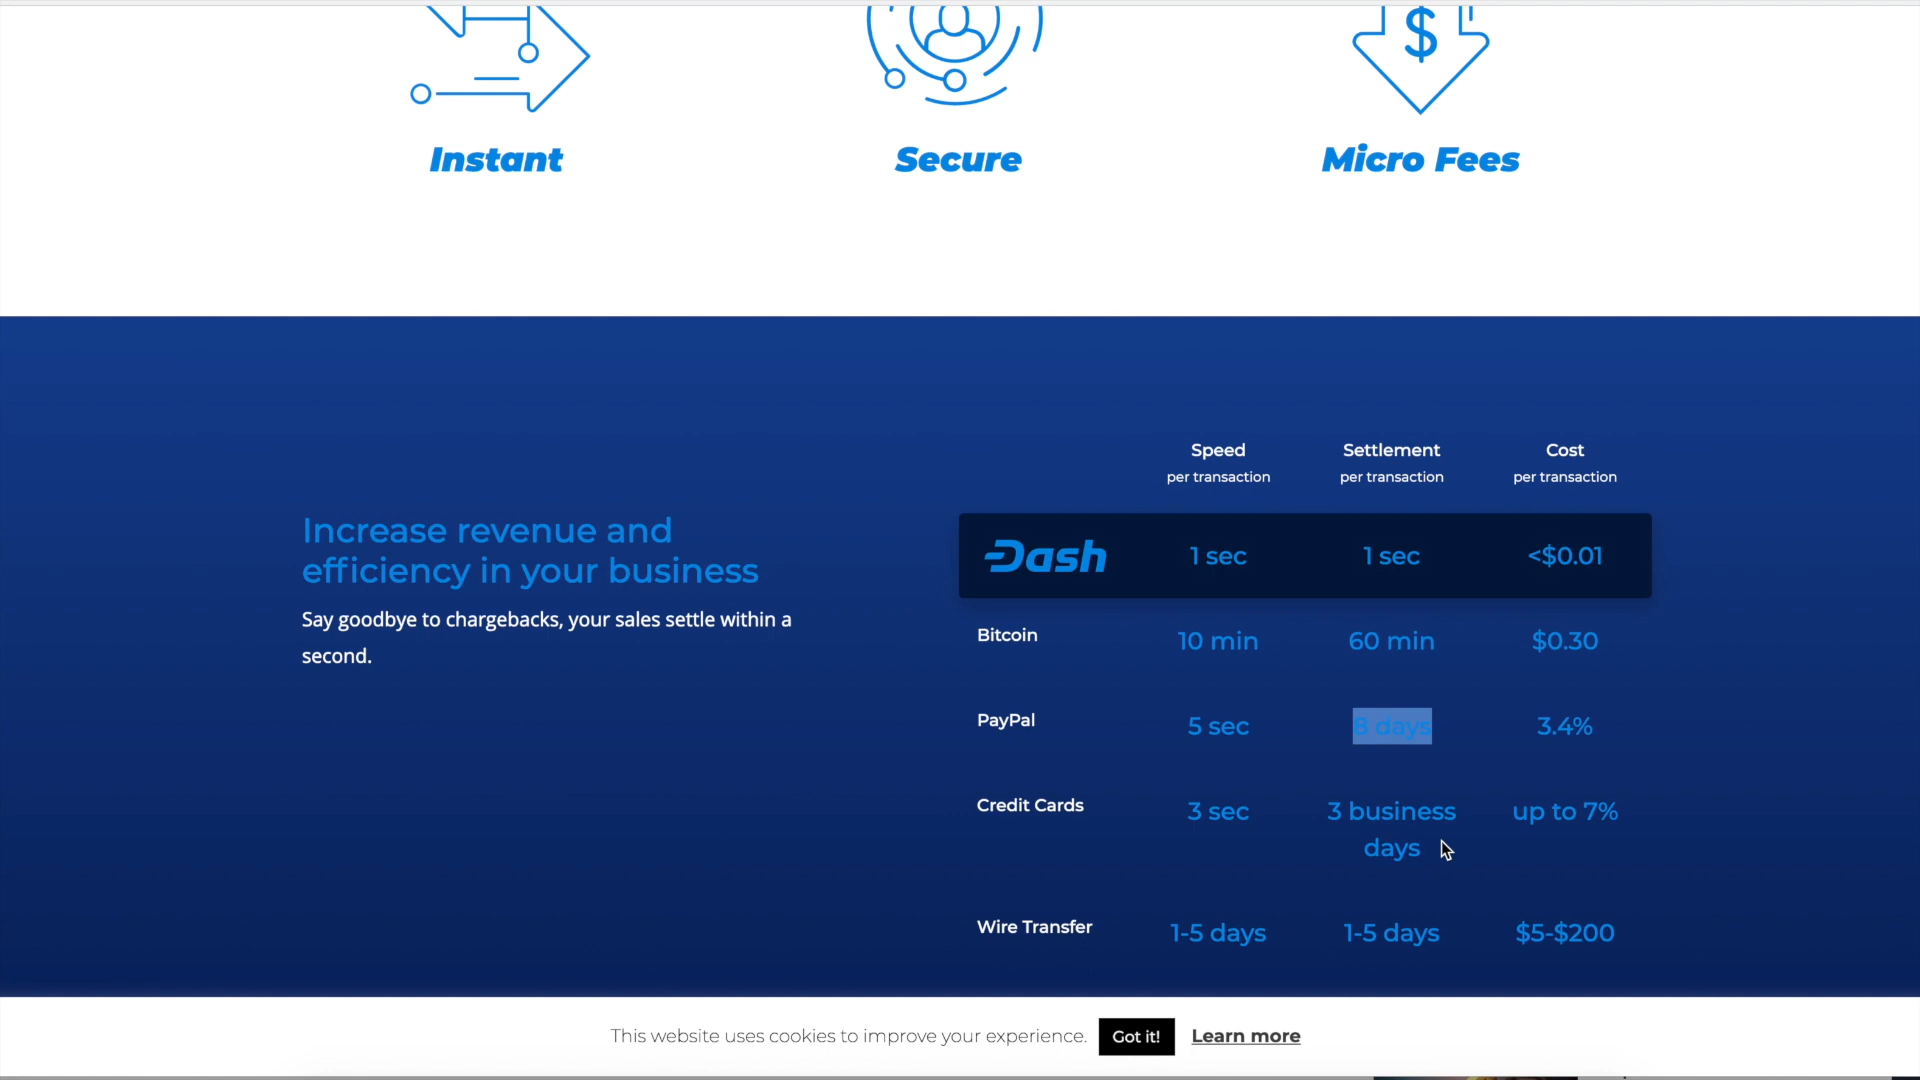 Instant
Secure
Micro Fees
Speed
per transaction
Settlement
per transaction
Cost
per transaction
Increase revenue and
efficiency in your business
Say goodbye to chargebacks, your sales settle within a
second.
Dash 1 sec 1 sec <$0.01
Bitcoin 10 min 60 min $0.30
PayPal 5 sec 8 days 3.4%
Credit Cards 3 sec 3 business up to 7%
days
Wire Transfer 1-5 days 1-5 days $5-$200
This website uses cookies to improve your experience. Got it! Learn more